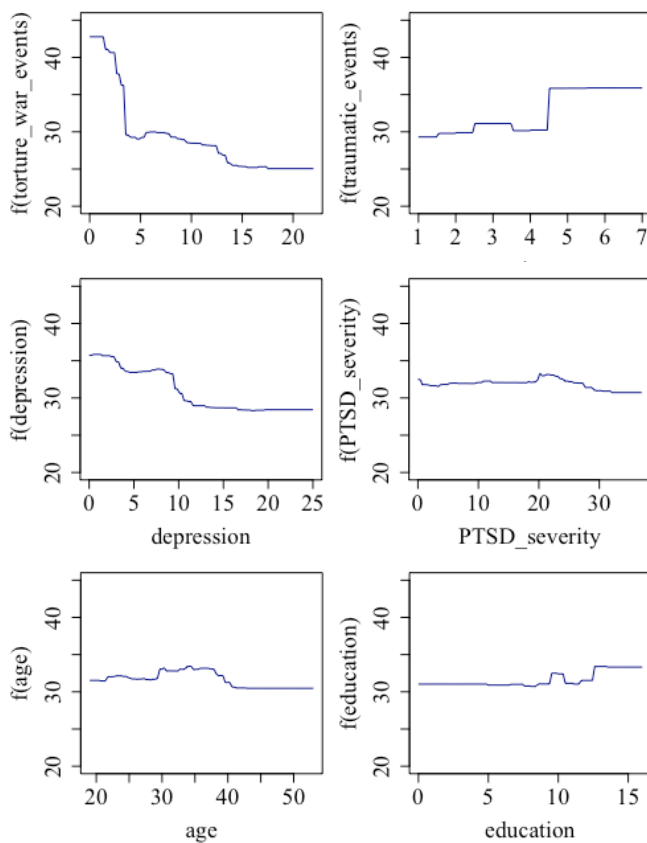 f(torture_war_events)
20 30 40
0 5 10 15 20
f(traumatic_events)
20 30 40
1 2 3 4 5 6 7
f(depression)
20 30 40
0 5 10 15 20 25
depression
f(PTSD_severity)
20 30 40
0 10 20 30
PTSD_severity
f(age)
20 30 40
20 30 40 50
age
f(education)
20 30 40
0 5 10 15
education